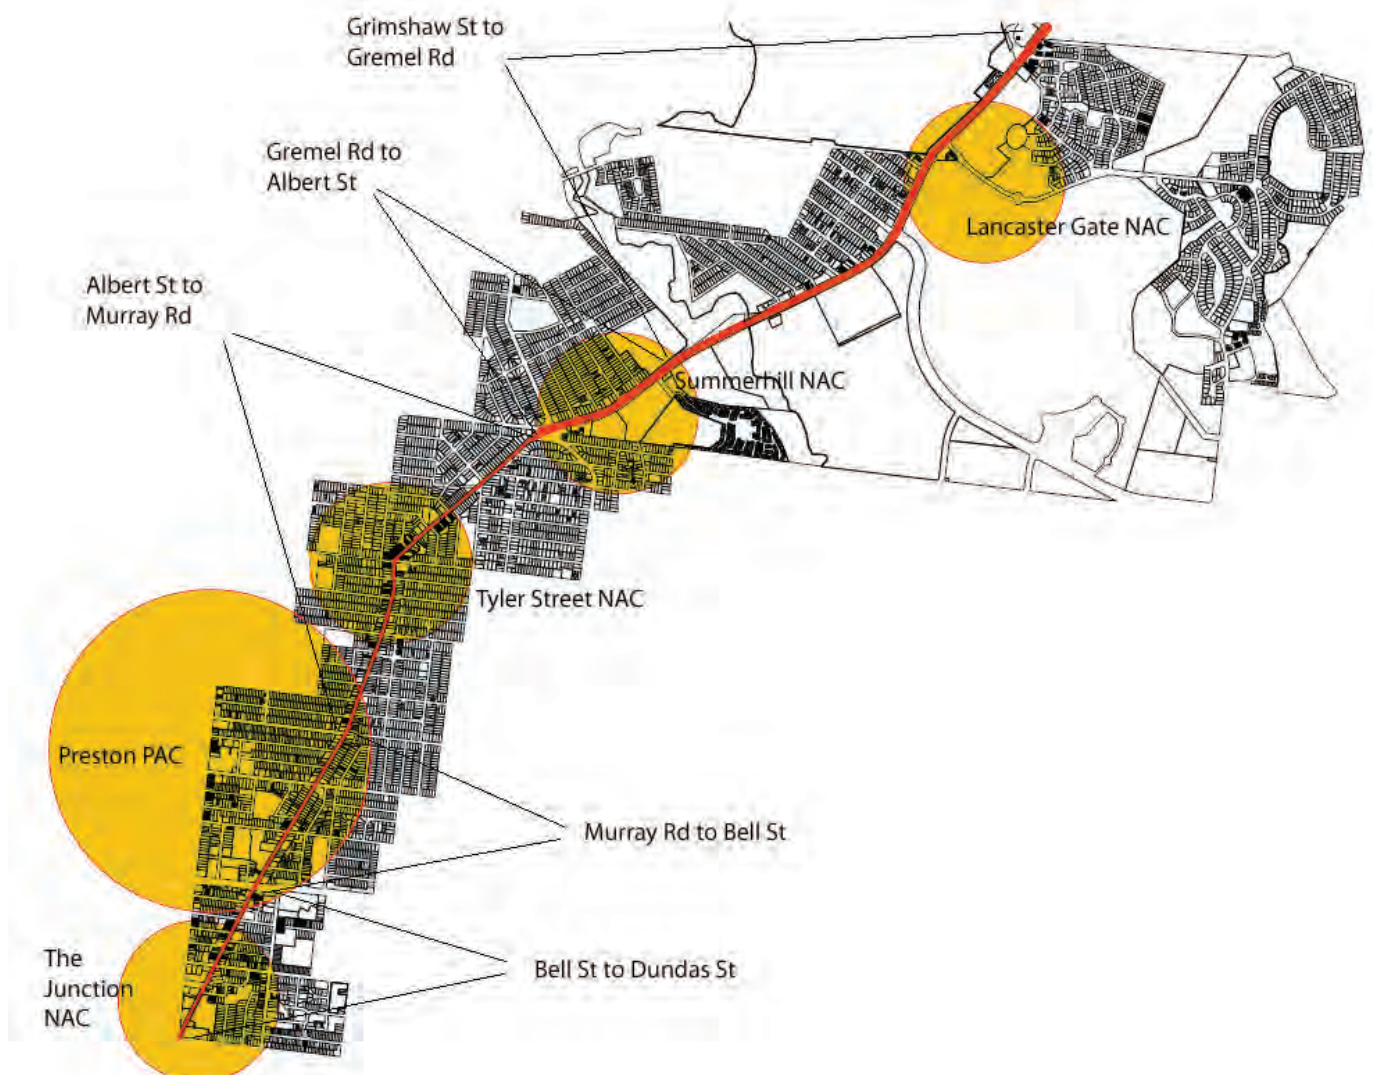 Grimshaw St to
Gremel Rd
Gremel Rd to
Albert St
Lancaster Gate NAC
Albert St to
Murray Rd
Summerhill NAC
Tyler Street NAC
Preston PAC
Murray Rd to Bell St
The
Junction
NAC
Bell St to Dundas St